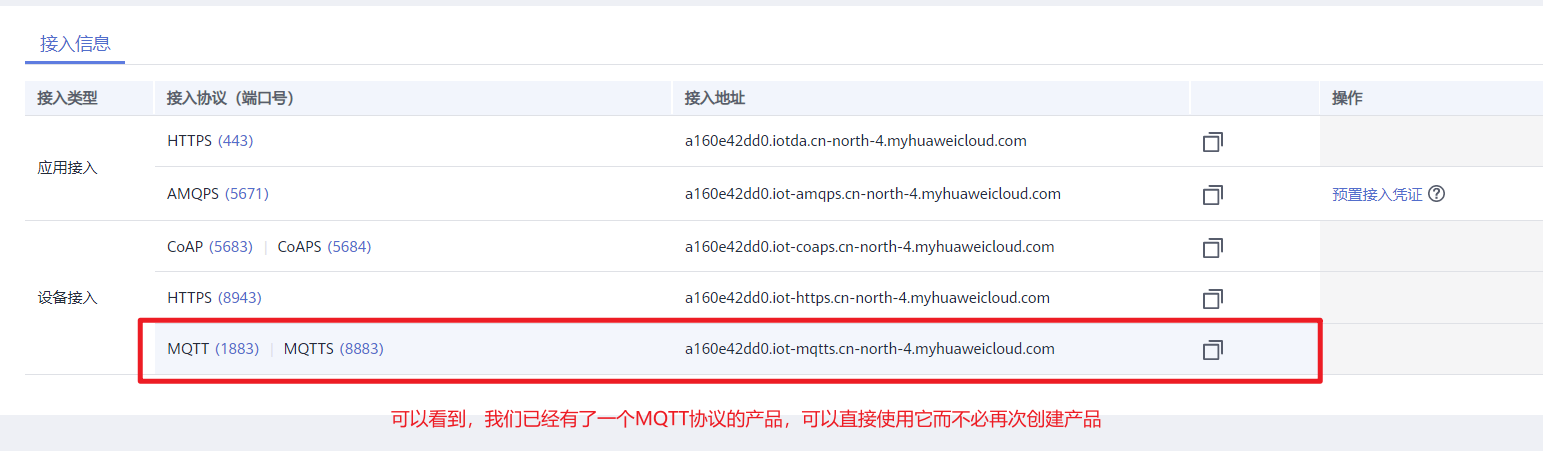 接入信息
接入类型 接入协议（端口号） 接入地址 操作
应用接入
HTTPS (443) a160e42dd0.iotda.cn-north-4.myhuaweicloud.com
AMQPS (5671) a160e42dd0.iot-amqps.cn-north-4.myhuaweicloud.com 预置接入凭证 ?
设备接入
CoAP (5683) | CoAPS (5684) a160e42dd0.iot-coaps.cn-north-4.myhuaweicloud.com
HTTPS (8943) a160e42dd0.iot-https.cn-north-4.myhuaweicloud.com
MQTT (1883) | MQTTS (8883) a160e42dd0.iot-mqtts.cn-north-4.myhuaweicloud.com
可以看到，我们已经有了一个MQTT协议的产品，可以直接使用它而不必再次创建产品